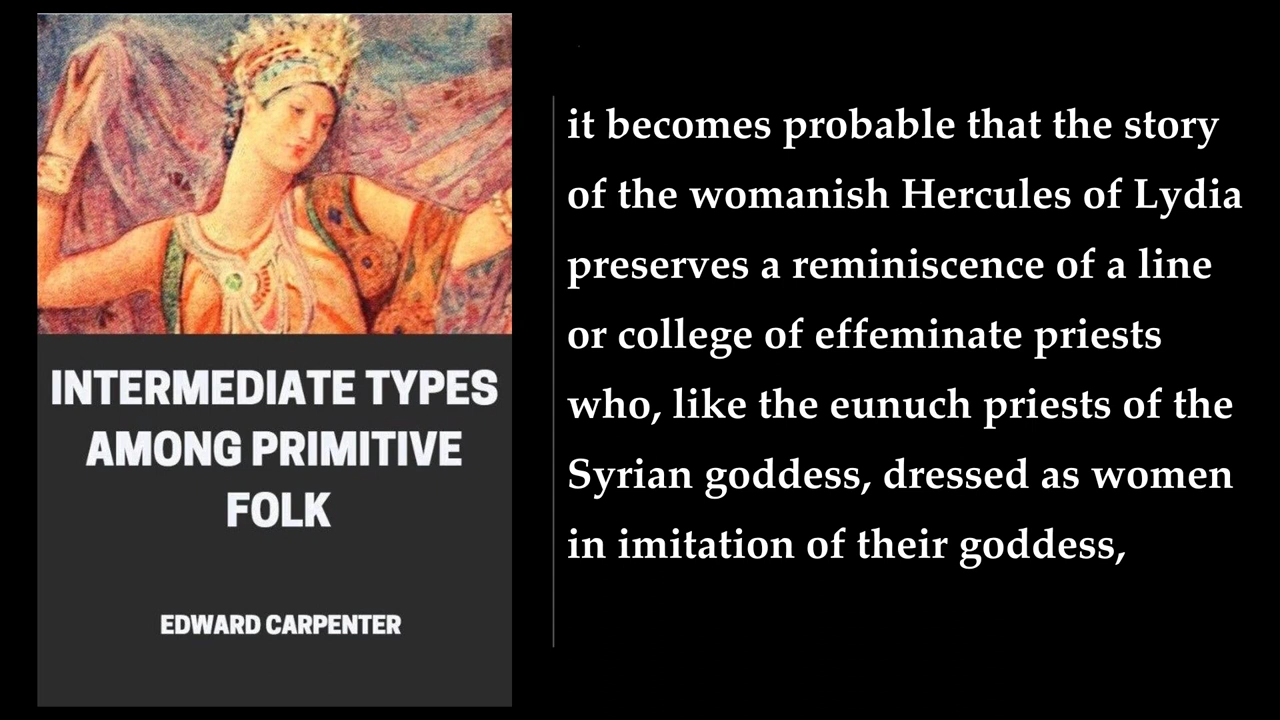 INTERMEDIATE TYPES
AMONG PRIMITIVE
FOLK
EDWARD CARPENTER
it becomes probable that the story
of the womanish Hercules of Lydia
preserves a reminiscence of a line
or college of effeminate priests
who, like the eunuch priests of the
Syrian goddess, dressed as women
in imitation of their goddess,